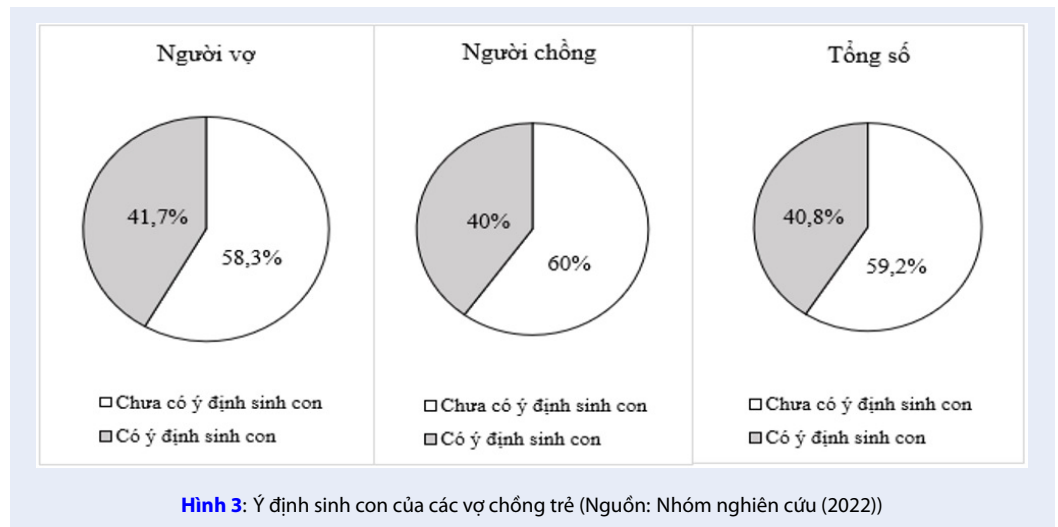 Người vợ
41,7%
58,3%
Chưa có ý định sinh con
Có ý định sinh con
Người chồng
40%
60%
Chưa có ý định sinh con
Có ý định sinh con
Tổng số
40,8%
59,2%
Chưa có ý định sinh con
Có ý định sinh con
Hình 3: Ý định sinh con của các vợ chồng trẻ (Nguồn: Nhóm nghiên cứu (2022))